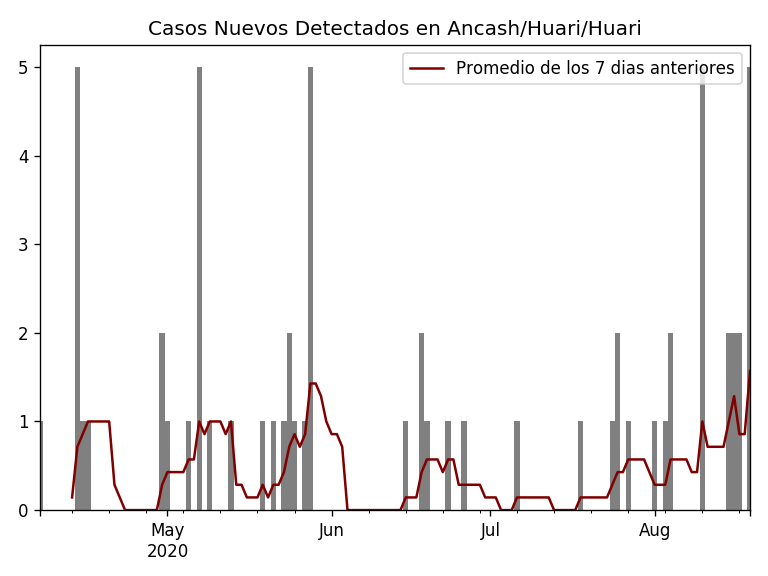 Casos Nuevos Detectados en Ancash/Huari/Huari
Promedio de los 7 dias anteriores
5
4
3
2
1
0
May
2020
Jun
Jul
Aug